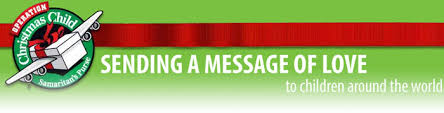 OPERATION
Christmas Child
Samaritan's Purse
SENDING A MESSAGE OF LOVE
to children around the world